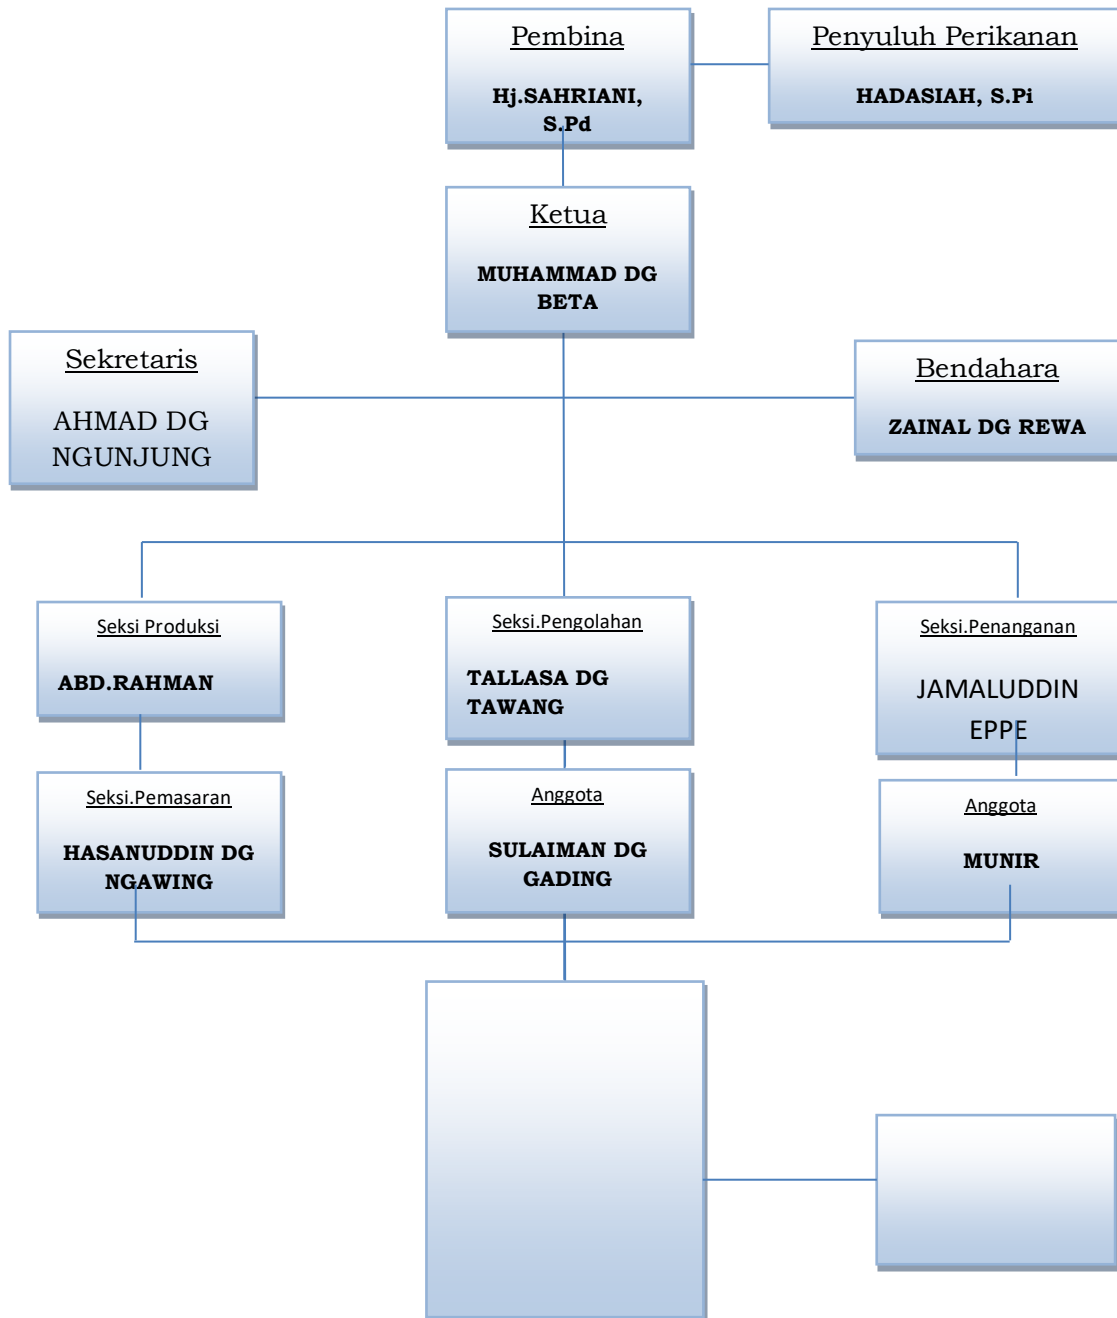 Pembina
Hj.SAHRIANI,
S.Pd
Penyuluh Perikanan
HADASIAH, S.Pi
Ketua
MUHAMMAD DG
BETA
Sekretaris
AHMAD DG
NGUNJUNG
Bendahara
ZAINAL DG REWA
Seksi Produksi
ABD.RAHMAN
Seksi.Pengolahan
TALLASA DG
TAWANG
Seksi.Penanganan
JAMALUDDIN
EPPE
Seksi.Pemasaran
HASANUDDIN DG
NGAWING
Anggota
SULAIMAN DG
GADING
Anggota
MUNIR